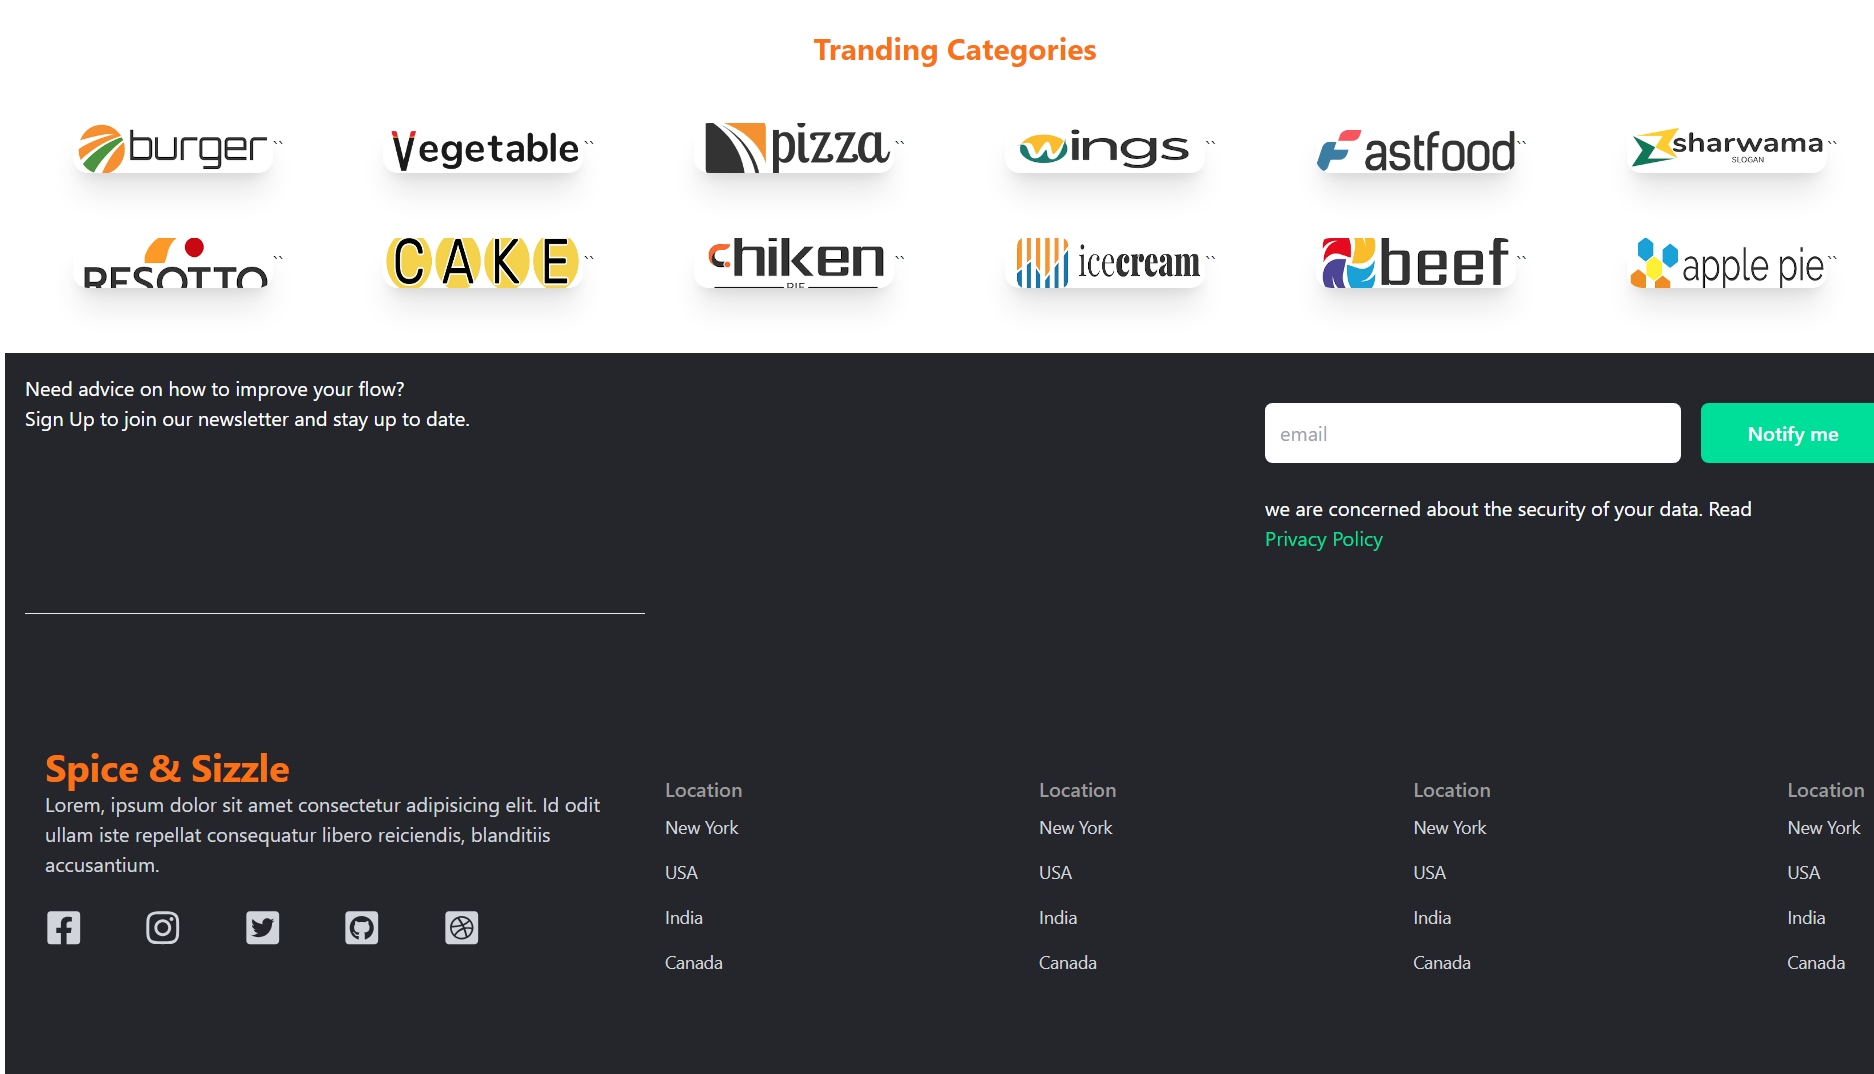 Tranding Categories
burger`` Vegetable`` pizza`` wings`` Fastfood`` sharwama``
SLOGAN
RESOTTO`` CAKE`` chiken`` icecream`` beef`` apple pie``
PIE
Need advice on how to improve your flow?
Sign Up to join our newsletter and stay up to date.
email
Notify me
we are concerned about the security of your data. Read
Privacy Policy
Spice & Sizzle
Lorem, ipsum dolor sit amet consectetur adipisicing elit. Id odit
ullam iste repellat consequatur libero reiciendis, blanditiis
accusantium.
Location
New York
USA
India
Canada
Location
New York
USA
India
Canada
Location
New York
USA
India
Canada
Location
New York
USA
India
Canada